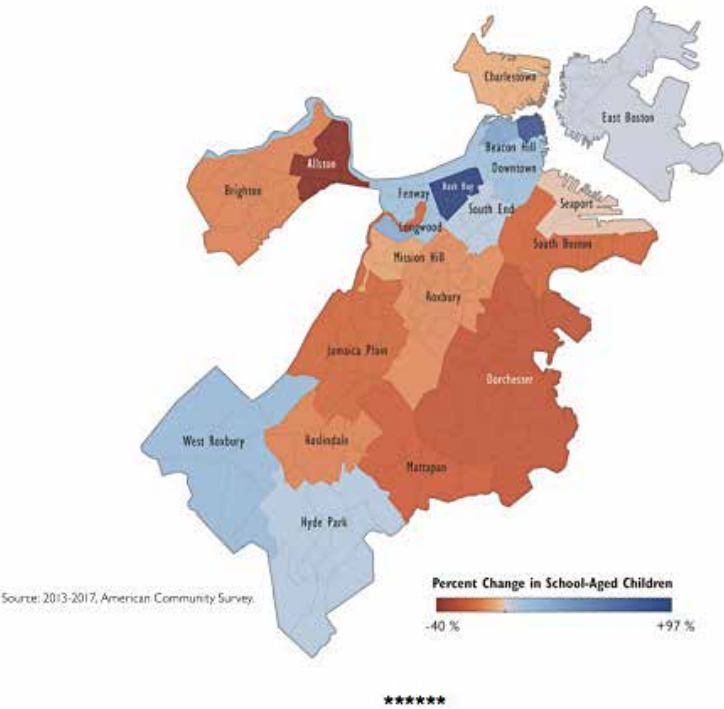 Charlestown
East Boston
Beacon Hill
Downtown
Allston
Brighton
Fenway
Back Bay
South End
Seaport
Longwood
South Boston
Mission Hill
Roxbury
Jamaica Plain
Dorchester
West Roxbury
Roslindale
Mattapan
Hyde Park
Percent Change in School-Aged Children
Source: 2013-2017, American Community Survey.
-40 %
+97 %
******